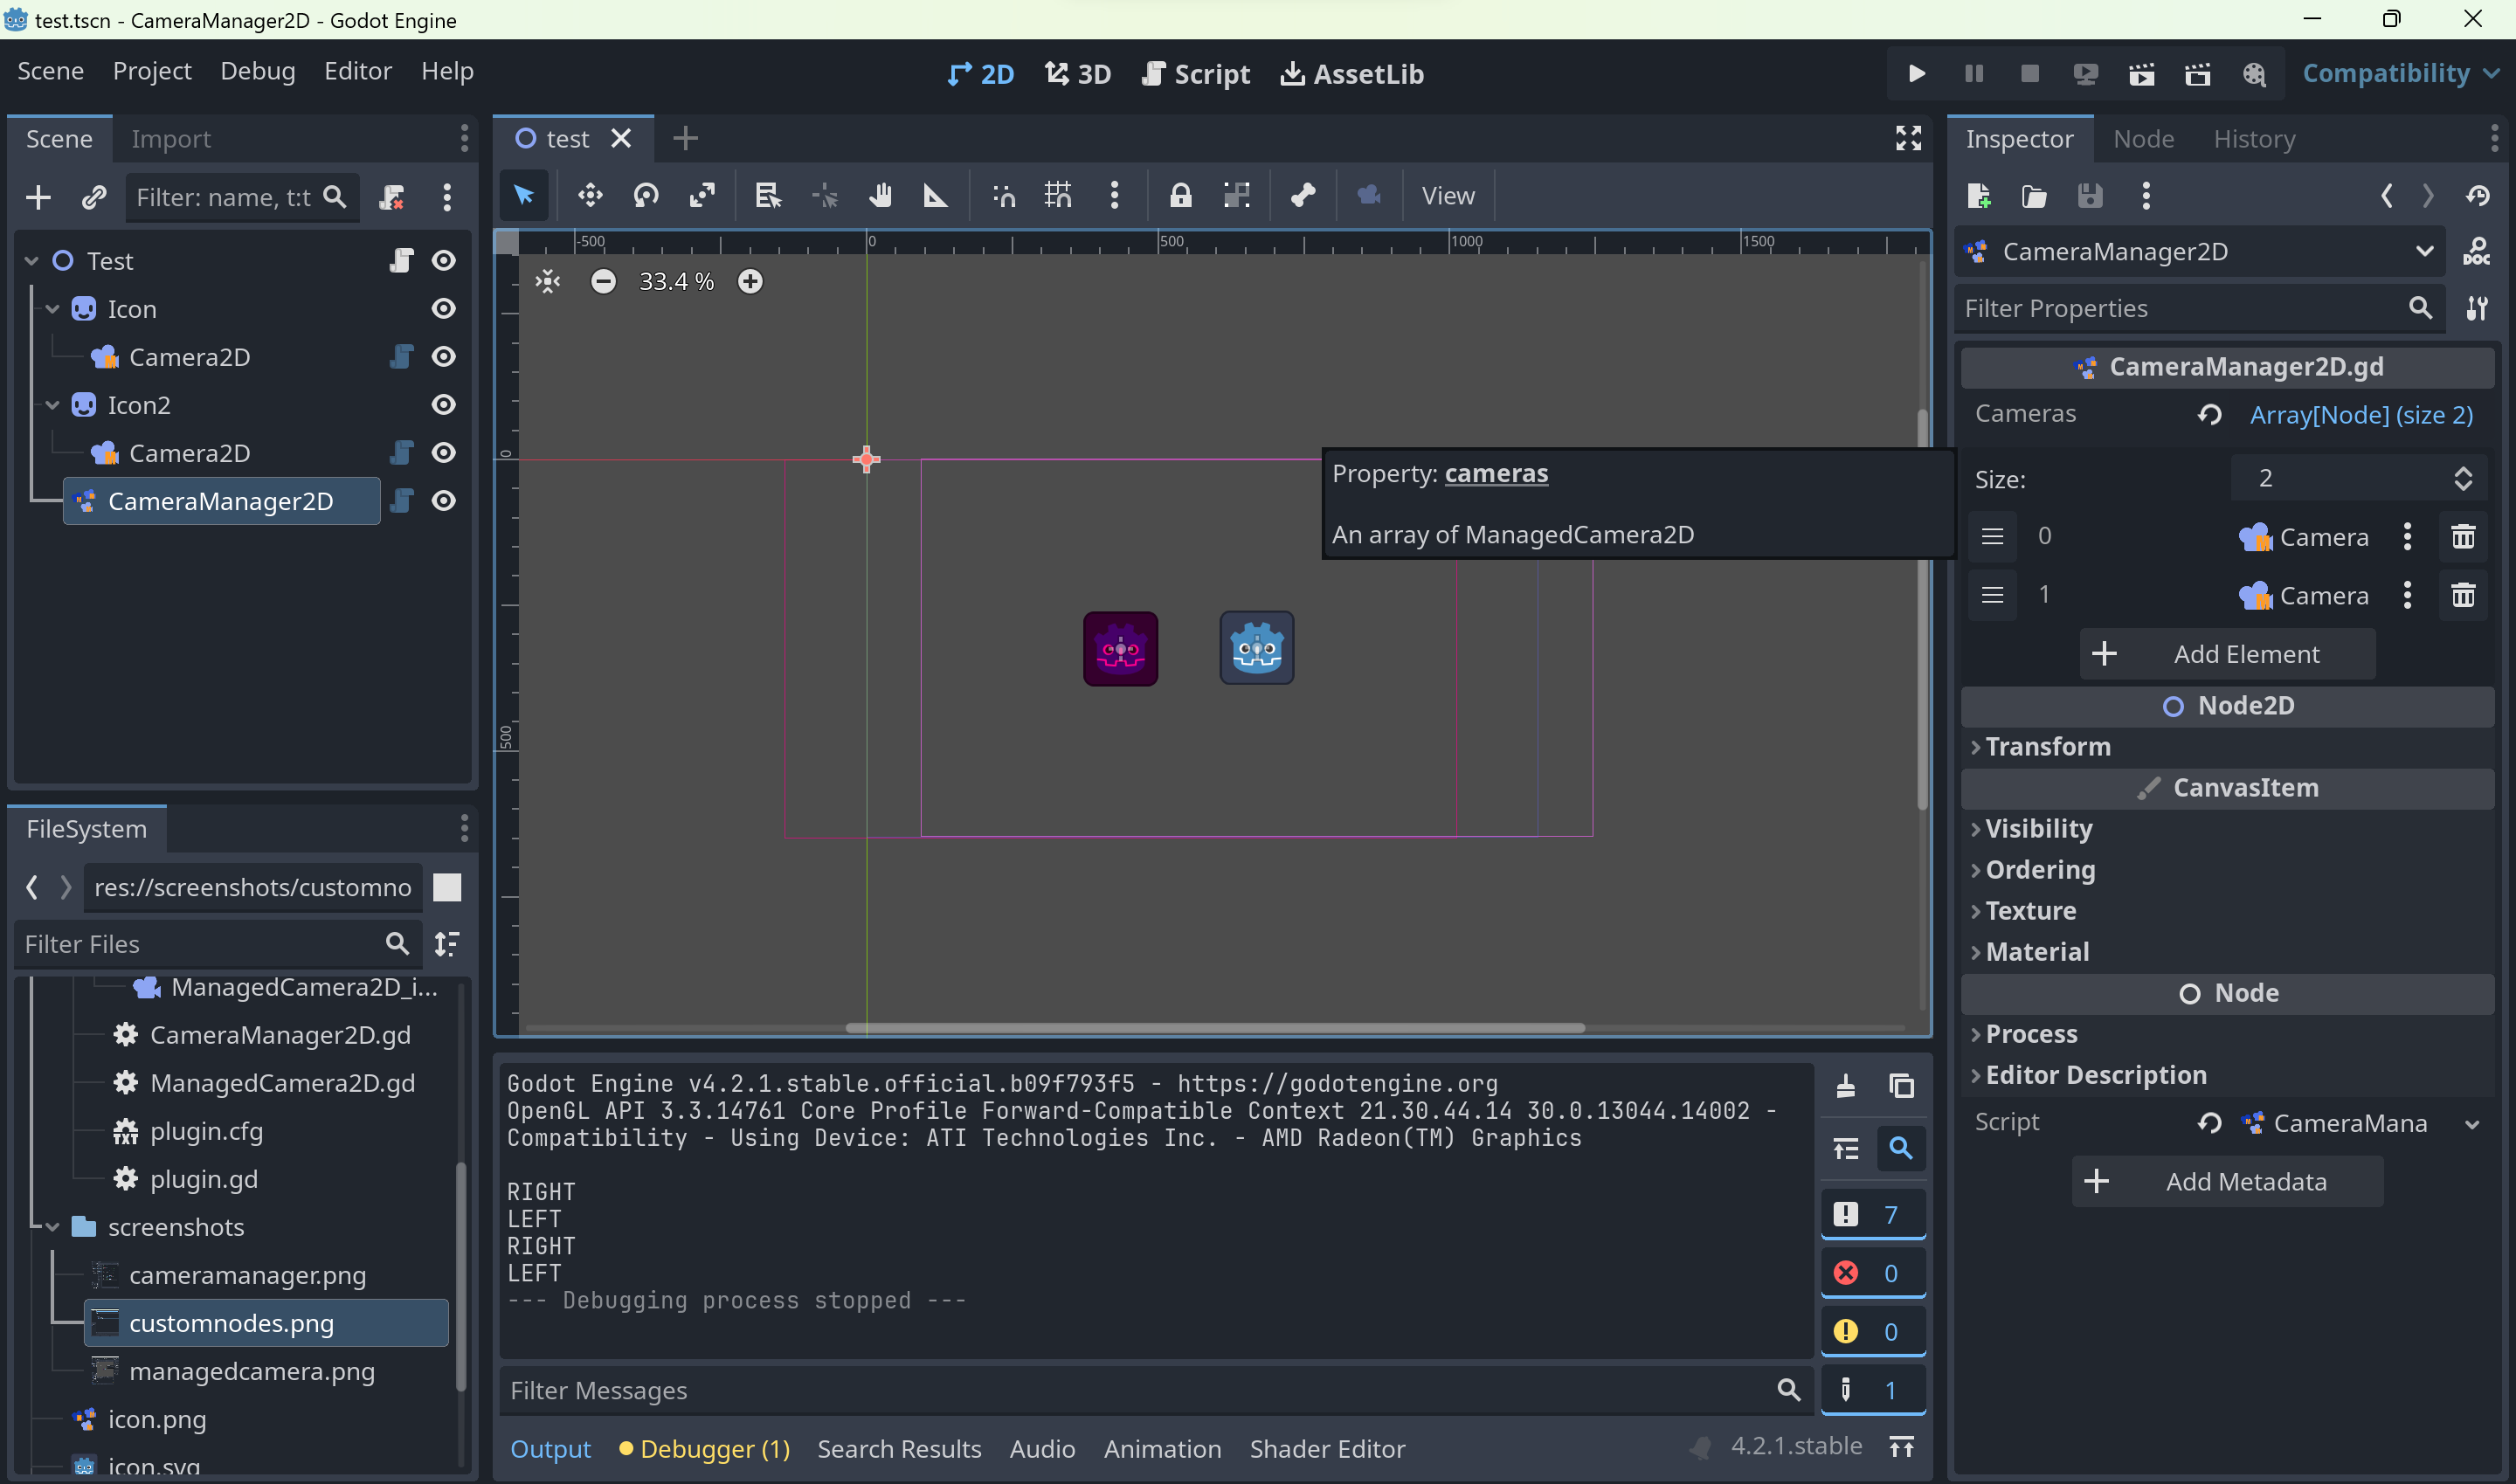 test.tscn - CameraManager2D - Godot Engine
Scene Project Debug Editor Help
2D 3D Script AssetLib
Compatibility
Scene Import
Filter: name, t:t
Test
Icon
Camera2D
Icon2
Camera2D
CameraManager2D
FileSystem
res://screenshots/customno
Filter Files
ManagedCamera2D_i...
CameraManager2D.gd
ManagedCamera2D.gd
plugin.cfg
plugin.gd
screenshots
cameramanager.png
customnodes.png
managedcamera.png
icon.png
icon.svg
test
View
-500 0 500 1000 1500
33.4 %
0
500
Property: cameras
An array of ManagedCamera2D
Godot Engine v4.2.1.stable.official.b09f793f5 - https://godotengine.org
OpenGL API 3.3.14761 Core Profile Forward-Compatible Context 21.30.44.14 30.0.13044.14002 -
Compatibility - Using Device: ATI Technologies Inc. - AMD Radeon(TM) Graphics
RIGHT
LEFT
RIGHT
LEFT
--- Debugging process stopped ---
7
0
0
1
Filter Messages
Output Debugger (1) Search Results Audio Animation Shader Editor
4.2.1.stable
Inspector Node History
CameraManager2D
DOC
Filter Properties
CameraManager2D.gd
Cameras Array[Node] (size 2)
Size: 2
0 Camera
1 Camera
Add Element
Node2D
Transform
CanvasItem
Visibility
Ordering
Texture
Material
Node
Process
Editor Description
Script CameraMana
Add Metadata